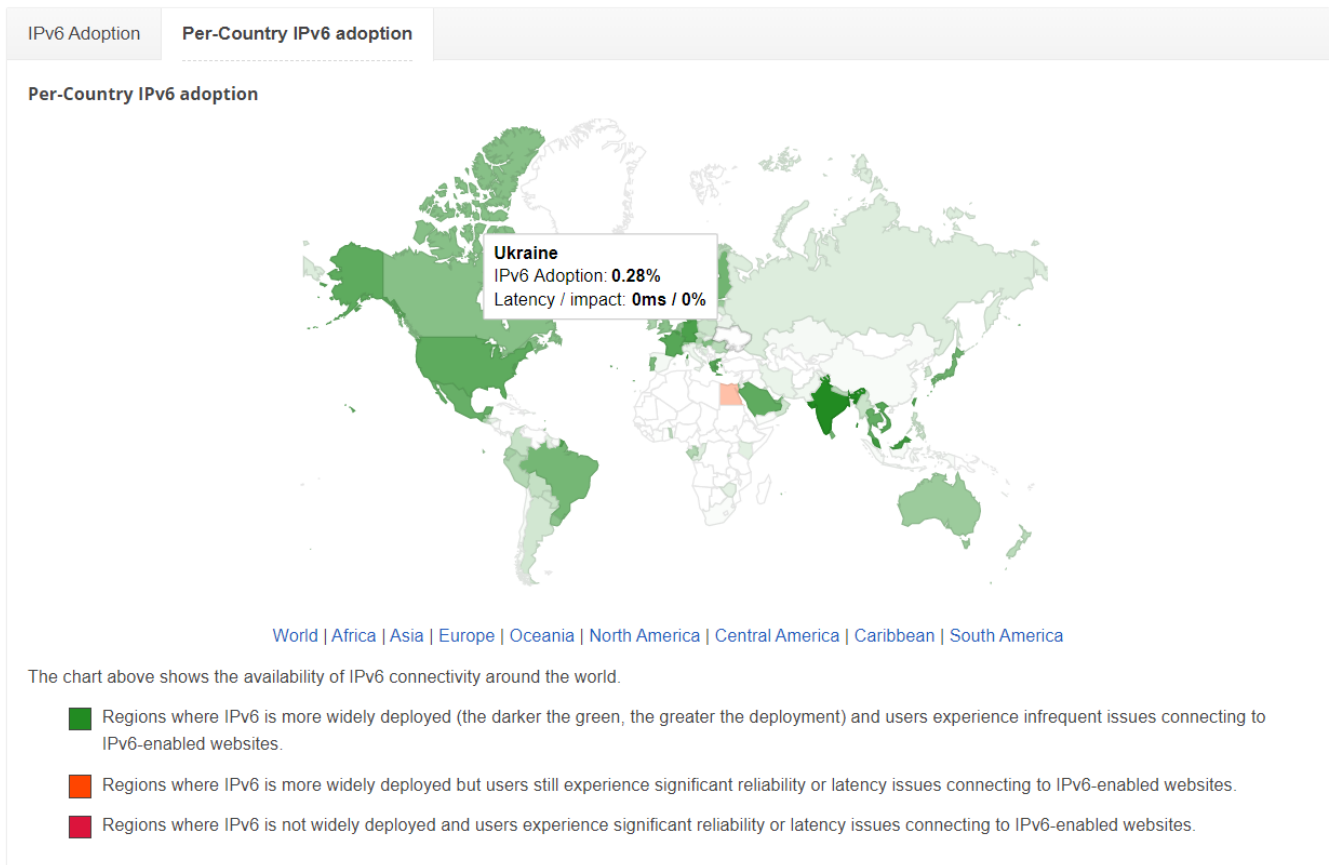 IPv6 Adoption
Per-Country IPv6 adoption
Per-Country IPv6 adoption
Ukraine
IPv6 Adoption: 0.28%
Latency / impact: 0ms / 0%
World | Africa | Asia | Europe | Oceania | North America | Central America | Caribbean | South America
The chart above shows the availability of IPv6 connectivity around the world.
Regions where IPv6 is more widely deployed (the darker the green, the greater the deployment) and users experience infrequent issues connecting to
IPv6-enabled websites.
Regions where IPv6 is more widely deployed but users still experience significant reliability or latency issues connecting to IPv6-enabled websites.
Regions where IPv6 is not widely deployed and users experience significant reliability or latency issues connecting to IPv6-enabled websites.